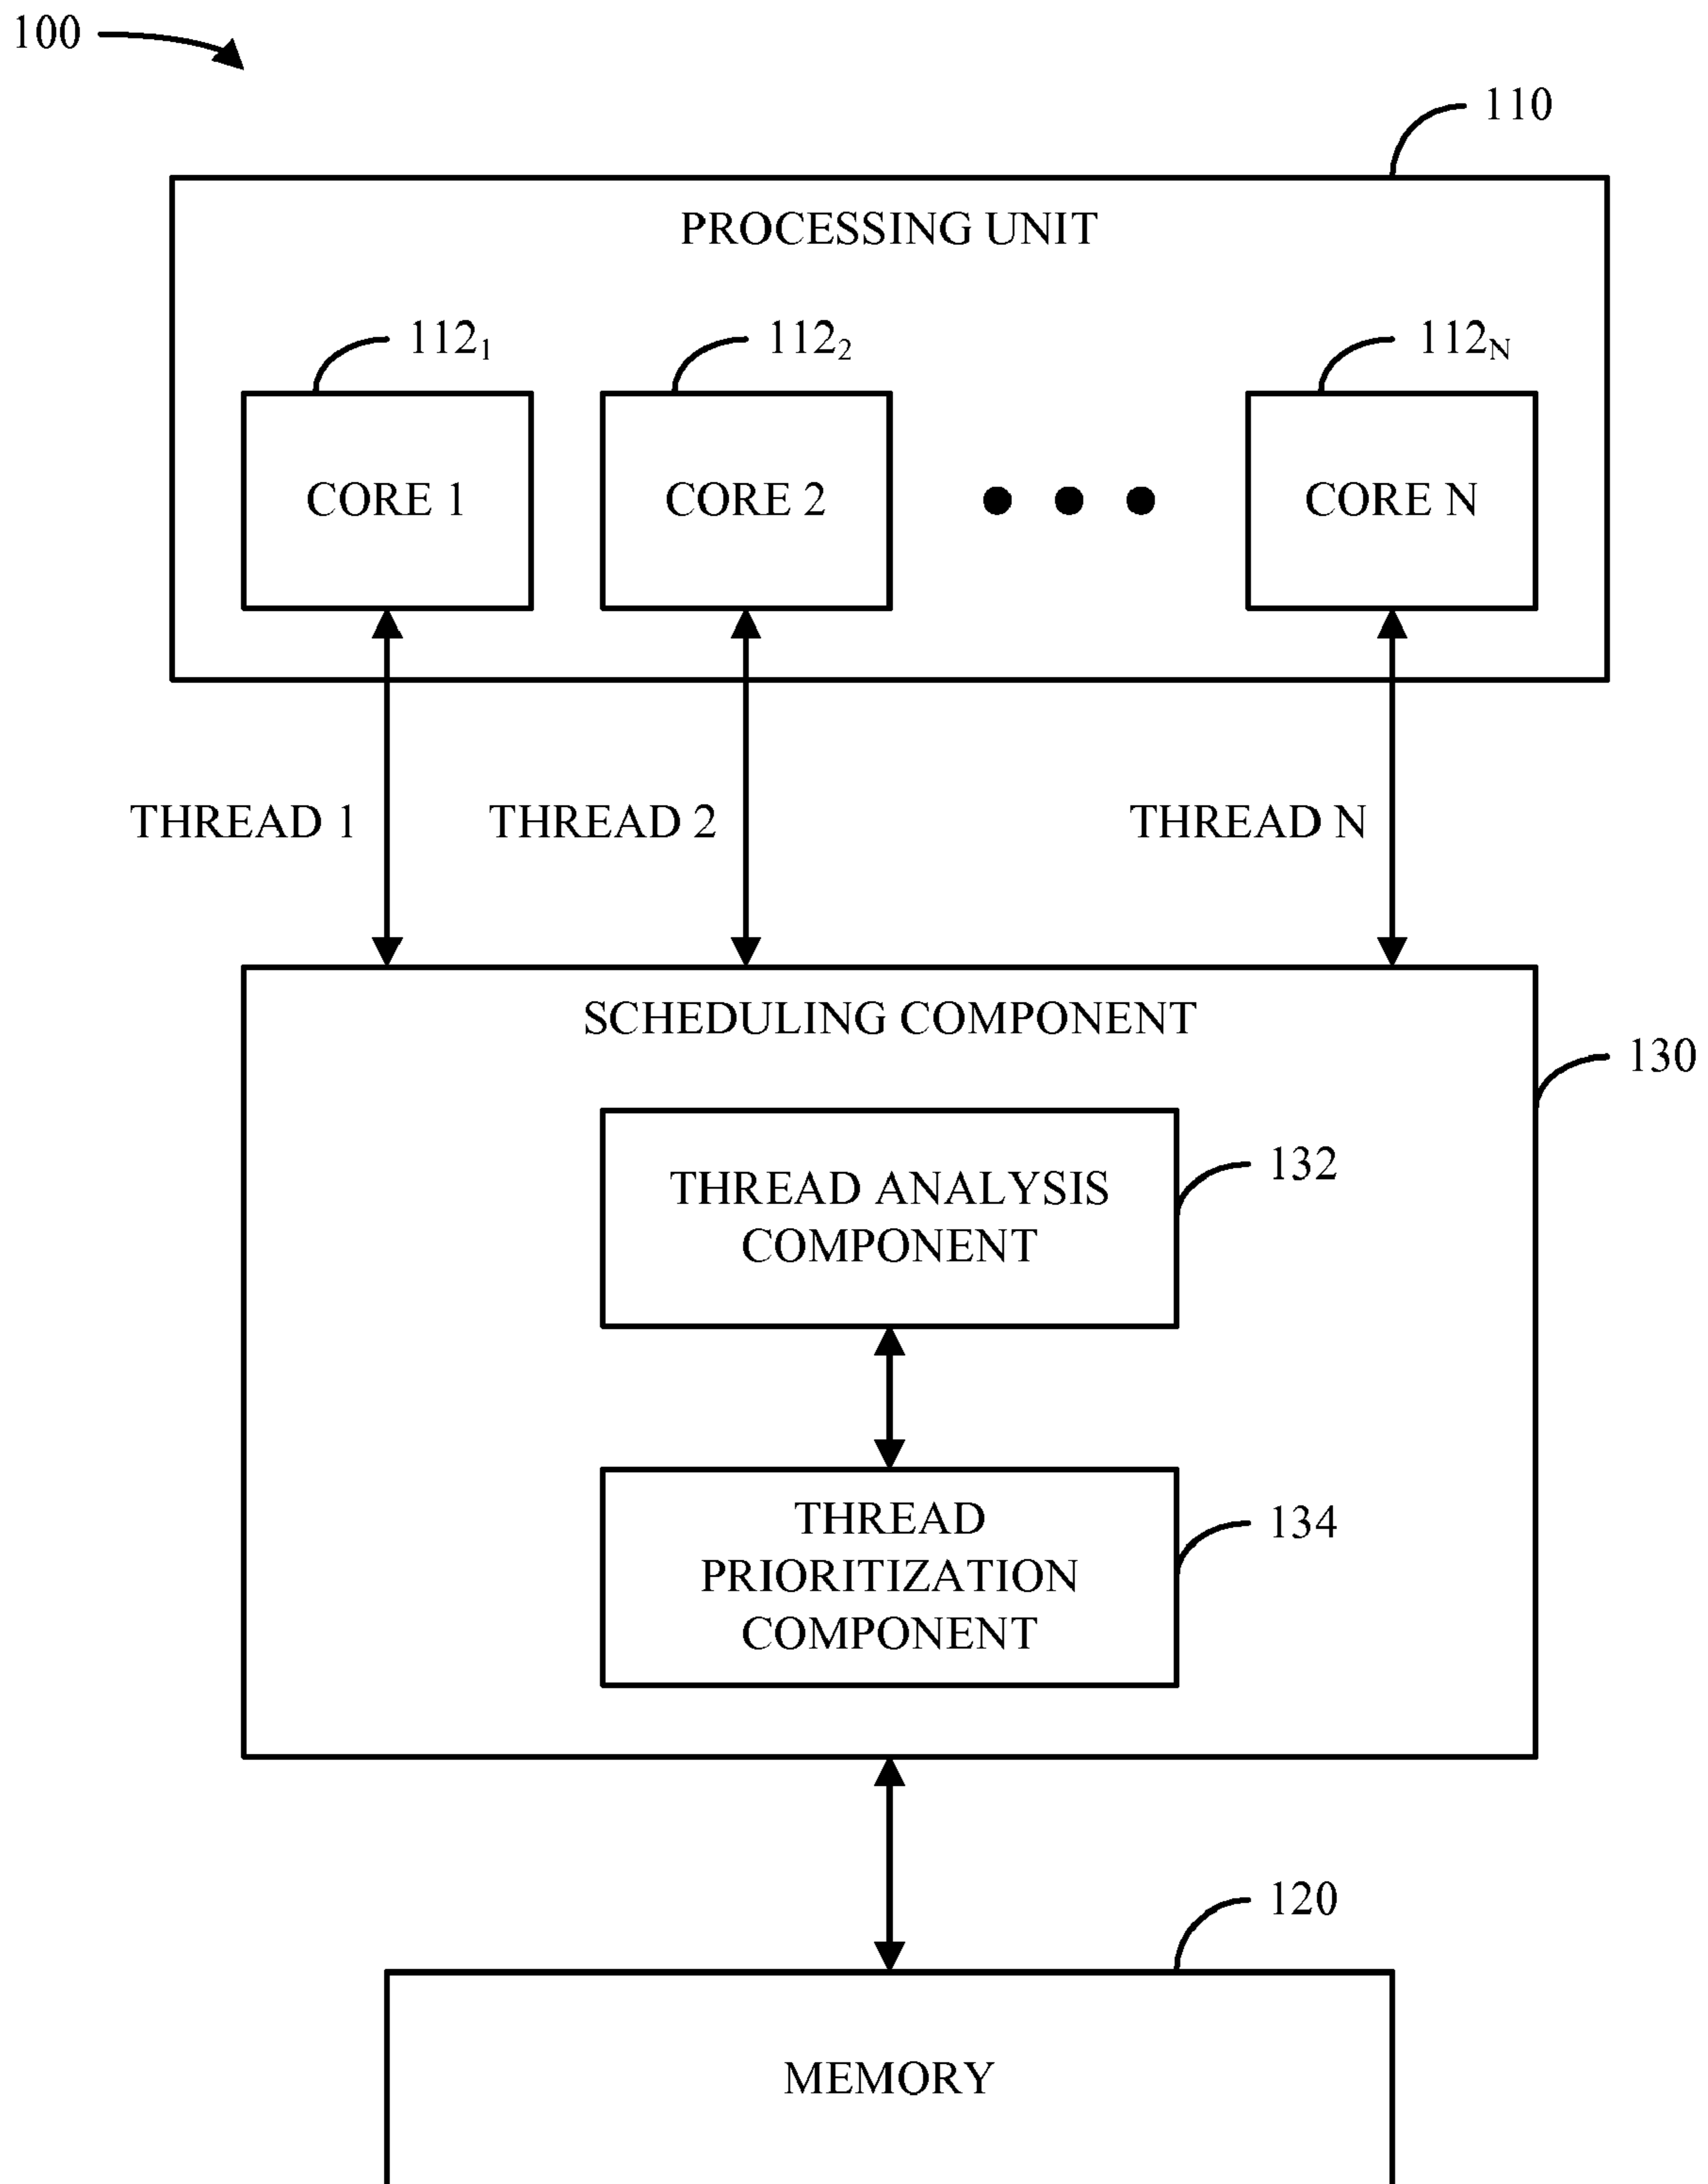 100
110
PROCESSING UNIT
112₁
112₂
112ₙ
CORE 1
CORE 2
CORE N
THREAD 1
THREAD 2
THREAD N
SCHEDULING COMPONENT
130
THREAD ANALYSIS
COMPONENT
132
THREAD
PRIORITIZATION
COMPONENT
134
120
MEMORY